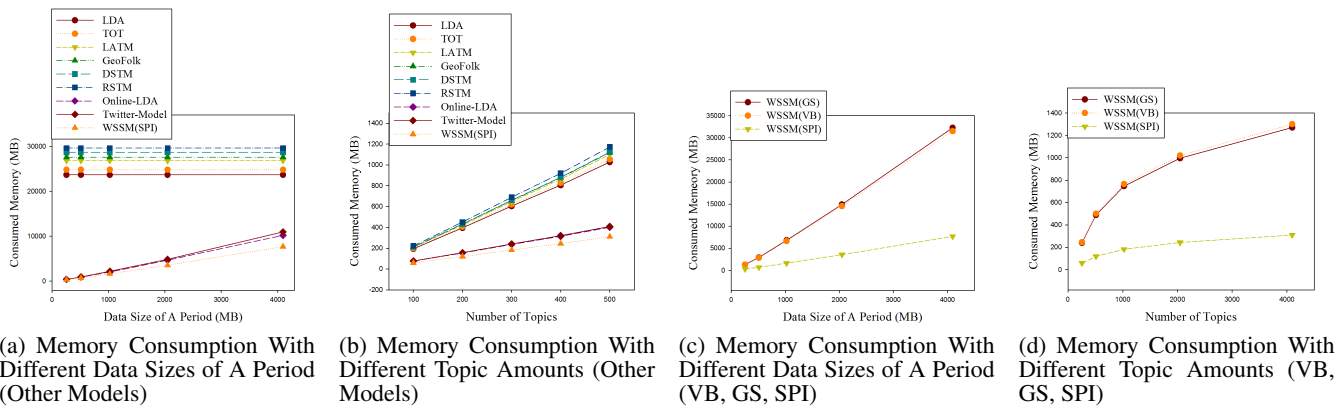 LDA
TOT
LATM
GeoFolk
DSTM
RSTM
Online-LDA
Twitter-Model
WSSM(SPI)
30000
20000
10000
0
0
1000
2000
3000
4000
Consumed Memory (MB)
Data Size of A Period (MB)
(a) Memory Consumption With
Different Data Sizes of A Period
(Other Models)
LDA
TOT
LATM
GeoFolk
DSTM
RSTM
Online-LDA
Twitter-Model
WSSM(SPI)
1400
1200
1000
800
600
400
200
0
-200
100
200
300
400
500
Consumed Memory (MB)
Number of Topics
(b) Memory Consumption With
Different Topic Amounts (Other
Models)
WSSM(GS)
WSSM(VB)
WSSM(SPI)
35000
30000
25000
20000
15000
10000
5000
0
0
1000
2000
3000
4000
Consumed Memory (MB)
Data Size of A Period (MB)
(c) Memory Consumption With
Different Data Sizes of A Period
(VB, GS, SPI)
WSSM(GS)
WSSM(VB)
WSSM(SPI)
1400
1200
1000
800
600
400
200
0
0
1000
2000
3000
4000
Consumed Memeory (MB)
Number of Topics
(d) Memory Consumption With
Different Topic Amounts (VB,
GS, SPI)